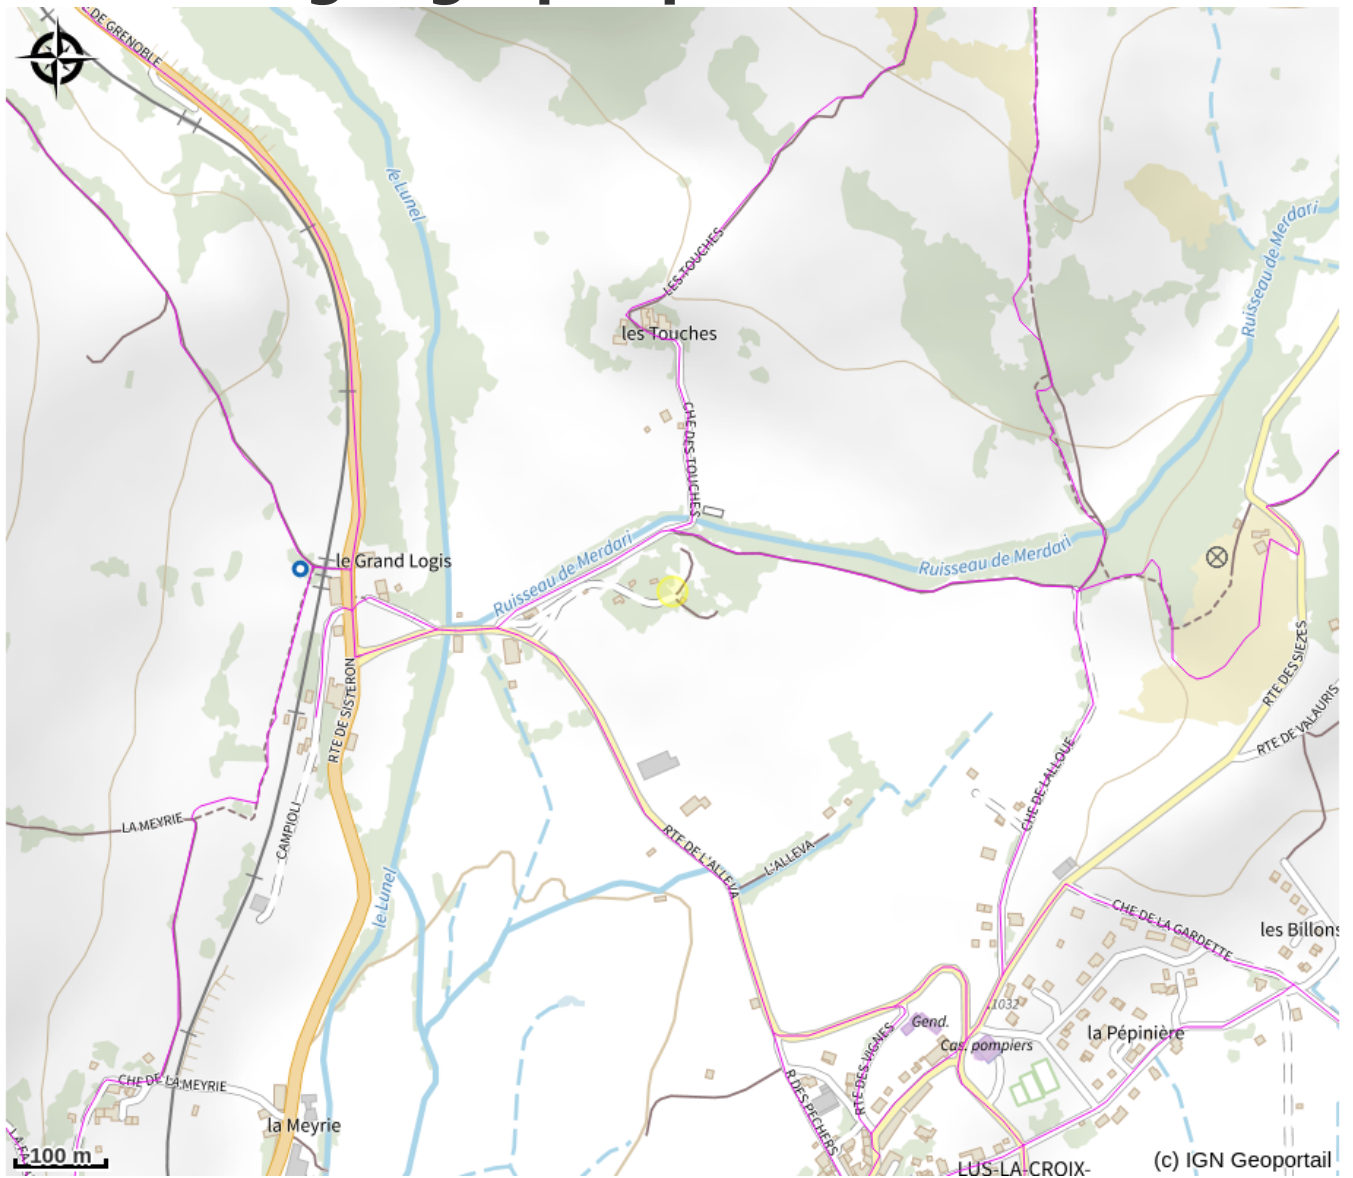 E DE GRENOBLE
le Lunel
LES TOUCHES
Ruisseau de Merdari
les Touches
CHE DES TOUCHES
le Grand Logis
Ruisseau de Merdari
Ruisseau de Merdari
RTE DE SISTERON
RTE DES SIEZES
RTE DE VALAURIS
CHE DE LALLOUE
LA MEYRIE
CAMPIOLI
RTE DE L'ALLEVA
L'ALLEVA
le Lunel
CHE DE LA GARDETTE
les Billons
1032
Gend.
Cas. pompiers
la Pépinière
RTE DES VIGNES
R DES PECHERS
CHE DE LA MEYRIE
la Meyrie
100 m
LUS-LA-CROIX-
(c) IGN Geoportail